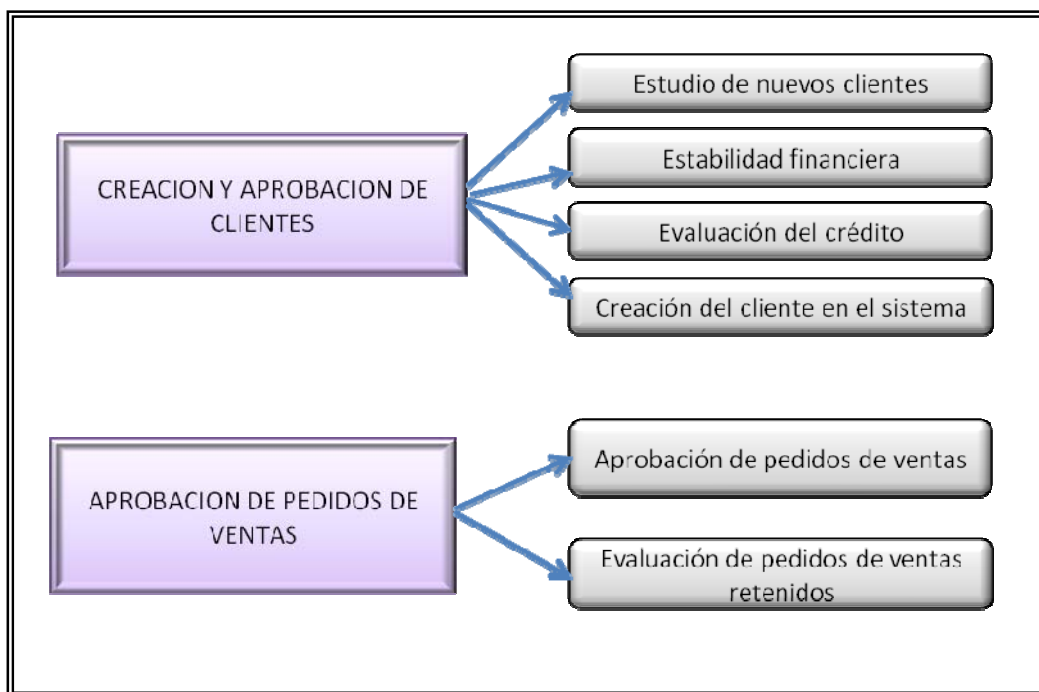 CREACION Y APROBACION DE
CLIENTES
Estudio de nuevos clientes
Estabilidad financiera
Evaluación del crédito
Creación del cliente en el sistema
APROBACION DE PEDIDOS DE
VENTAS
Aprobación de pedidos de ventas
Evaluación de pedidos de ventas
retenidos